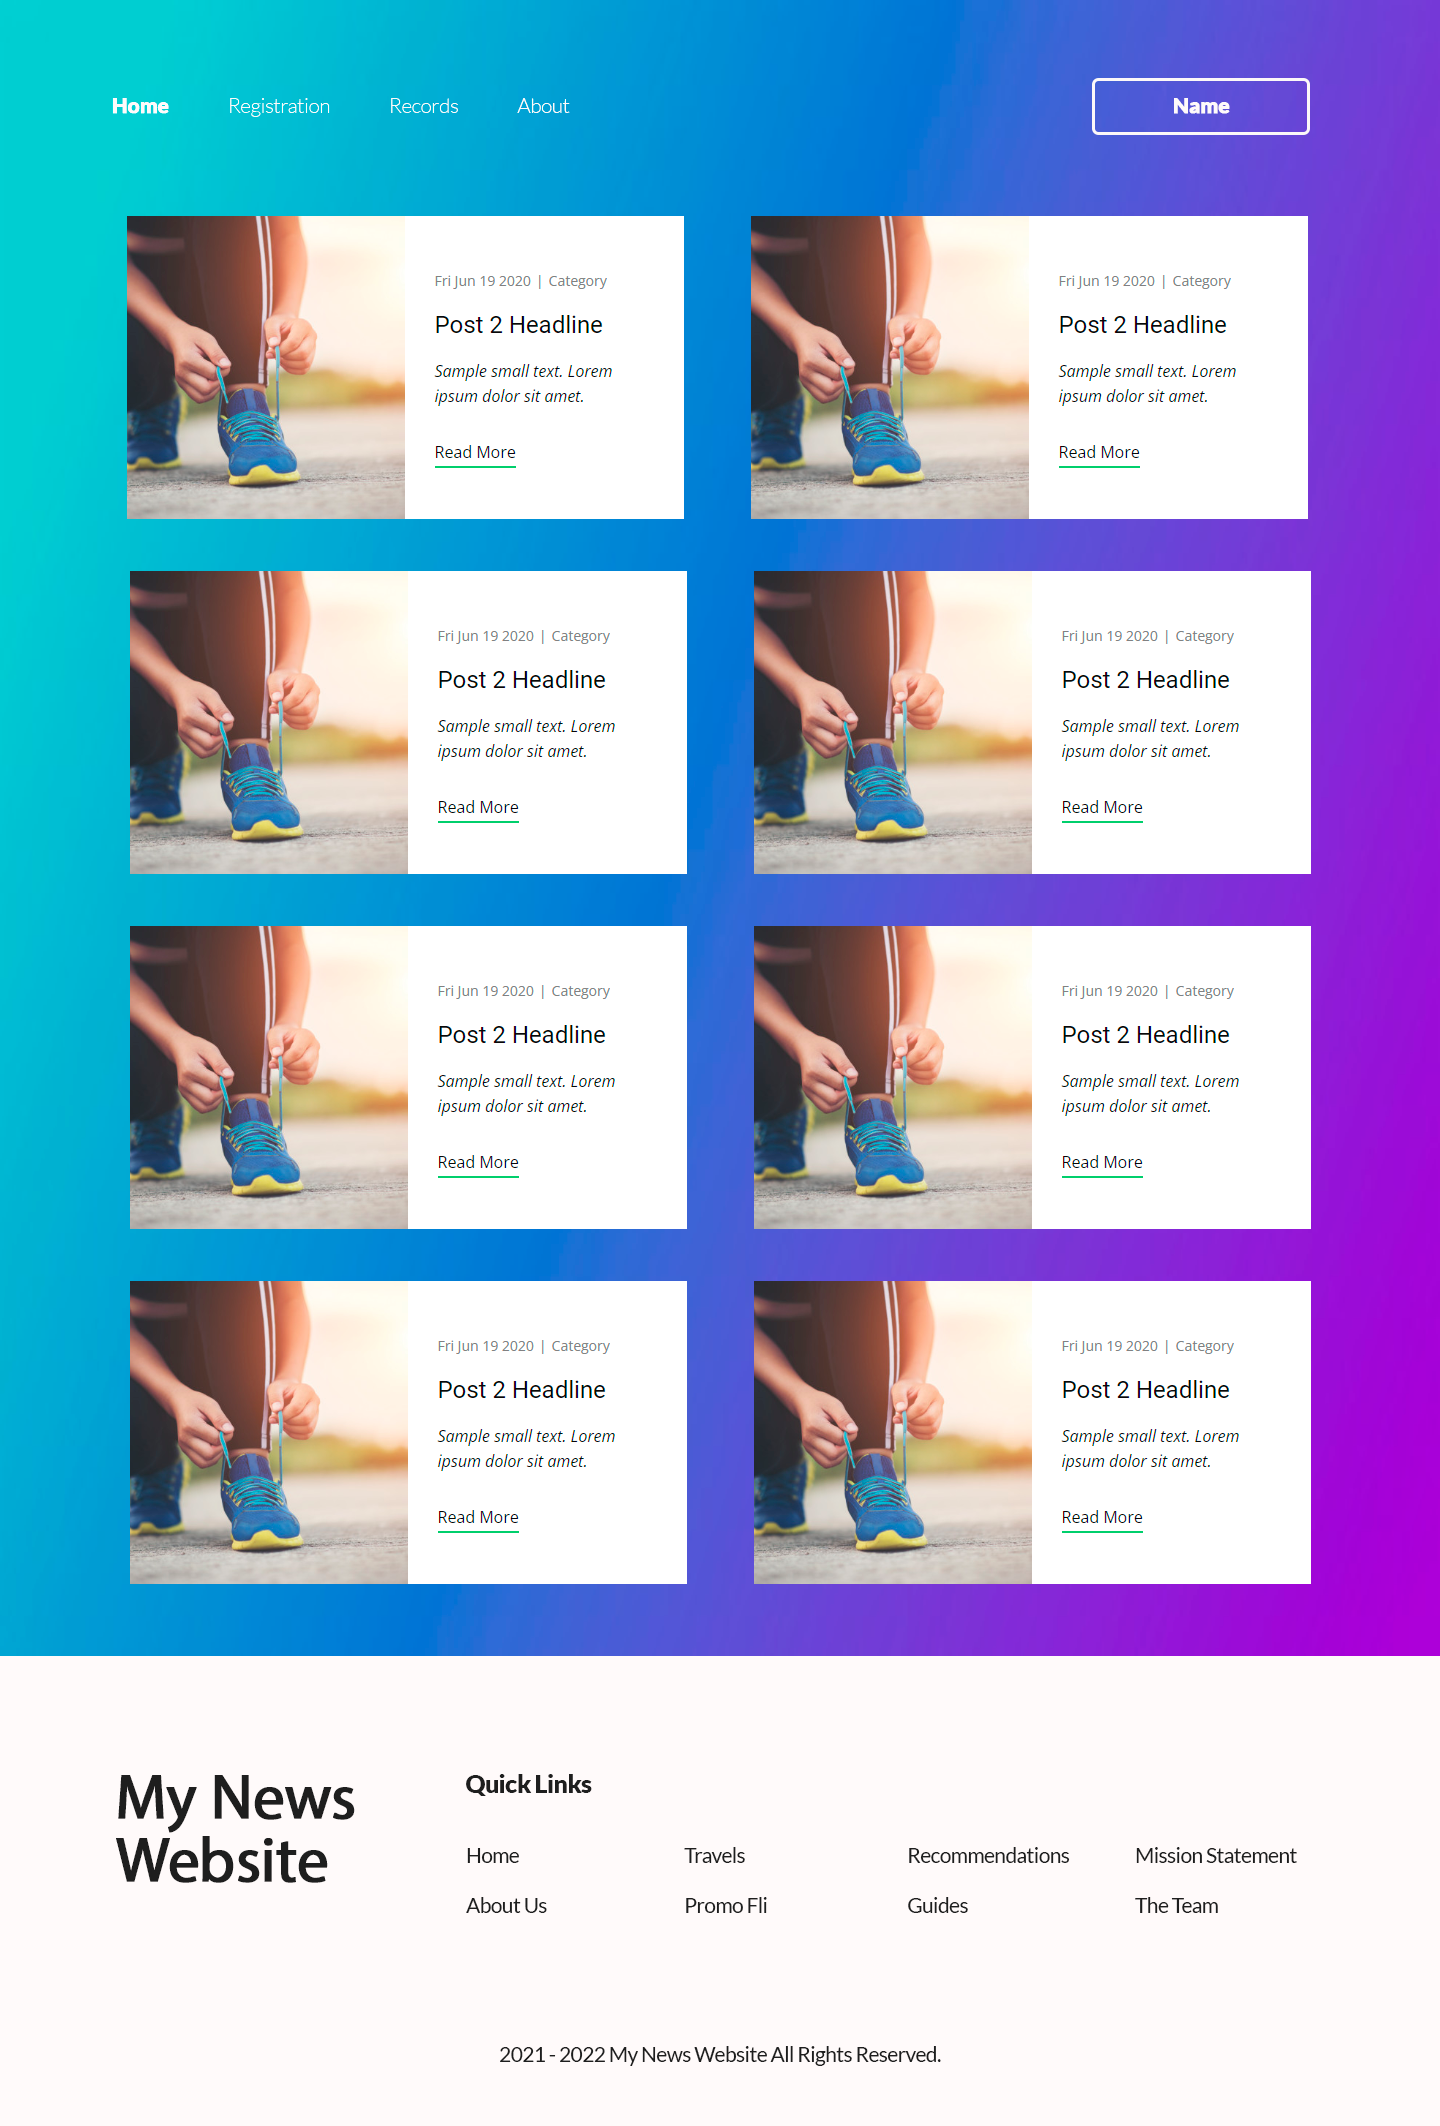 Home Registration Records About Name
Fri Jun 19 2020 | Category
Post 2 Headline
Sample small text. Lorem
ipsum dolor sit amet.
Read More
Fri Jun 19 2020 | Category
Post 2 Headline
Sample small text. Lorem
ipsum dolor sit amet.
Read More
Fri Jun 19 2020 | Category
Post 2 Headline
Sample small text. Lorem
ipsum dolor sit amet.
Read More
Fri Jun 19 2020 | Category
Post 2 Headline
Sample small text. Lorem
ipsum dolor sit amet.
Read More
Fri Jun 19 2020 | Category
Post 2 Headline
Sample small text. Lorem
ipsum dolor sit amet.
Read More
Fri Jun 19 2020 | Category
Post 2 Headline
Sample small text. Lorem
ipsum dolor sit amet.
Read More
Fri Jun 19 2020 | Category
Post 2 Headline
Sample small text. Lorem
ipsum dolor sit amet.
Read More
Fri Jun 19 2020 | Category
Post 2 Headline
Sample small text. Lorem
ipsum dolor sit amet.
Read More
My News
Website
Quick Links
Home Travels Recommendations Mission Statement
About Us Promo Fli Guides The Team
2021 - 2022 My News Website All Rights Reserved.